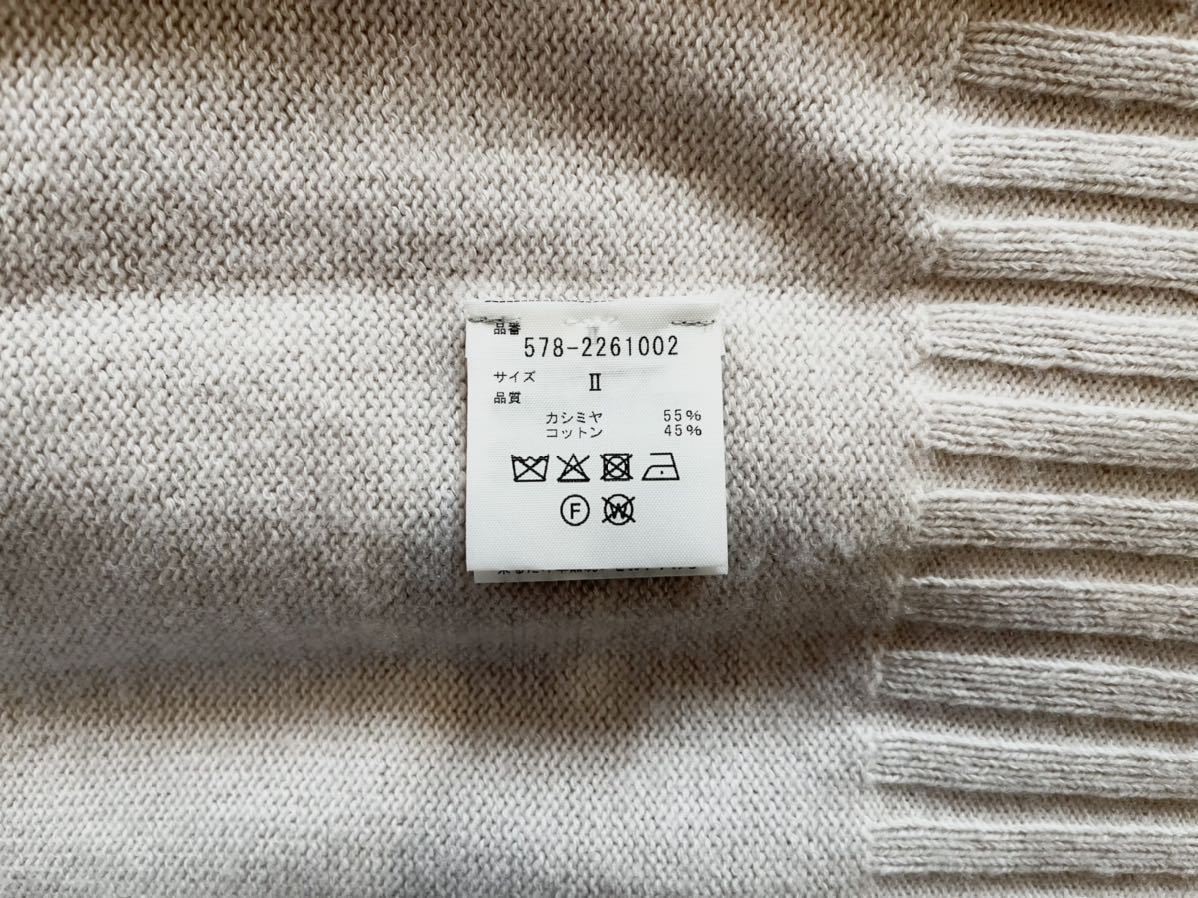 品番
578-2261002
サイズ II
品質
カシミヤ 55%
コットン 45%
F W